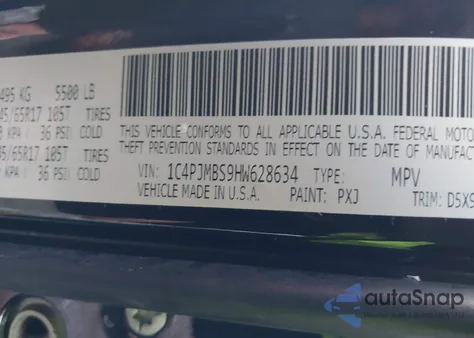 495 KG 5500 LB
45/65R17 105T TIRES
KPA/ 36 PSI COLD
45/65R17 105T TIRES
KPA/ 36 PSI COLD
THIS VEHICLE CONFORMS TO ALL APPLICABLE U.S.A. FEDERAL MOTOR
THEFT PREVENTION STANDARDS IN EFFECT ON THE DATE OF MANUFAC
VIN: 1C4PJMBS9HW628634 TYPE: MPV
VEHICLE MADE IN U.S.A. PAINT: PXJ TRIM: D5X9
autoSnap